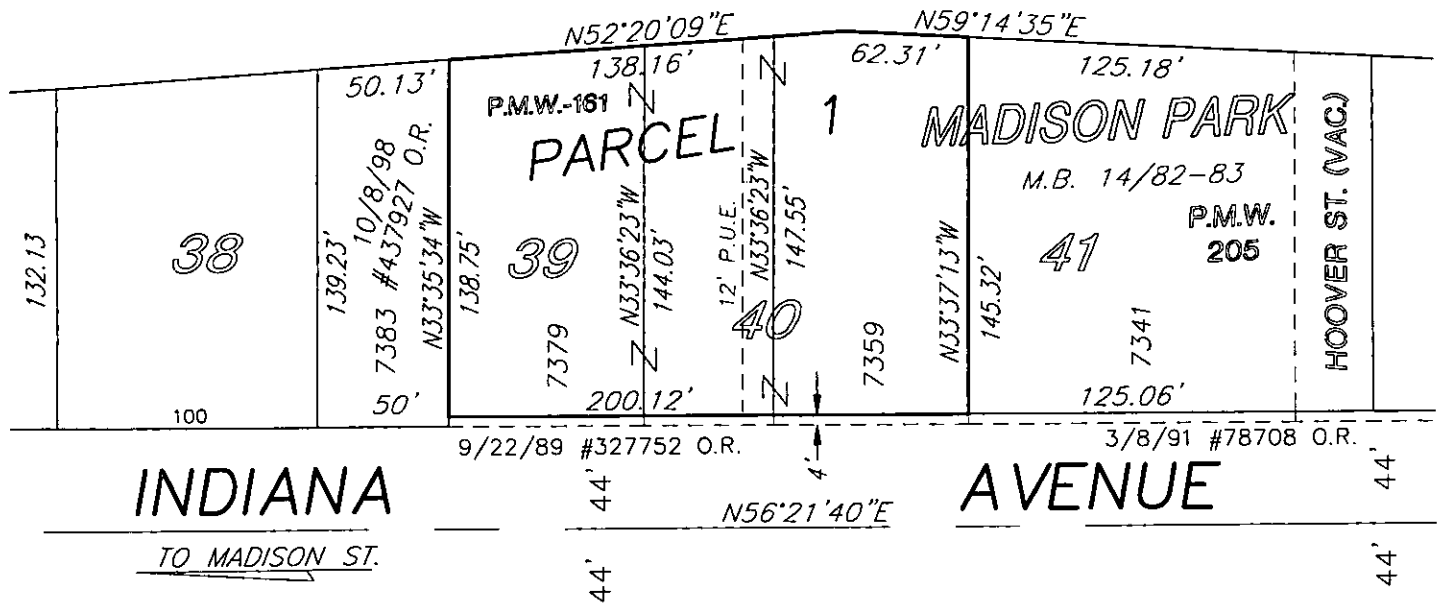 N52°20'09"E
N59°14'35"E
50.13'
138.16'
62.31'
125.18'
P.M.W.-161
PARCEL 1
MADISON PARK
M.B. 14/82-83
P.M.W.
205
HOOVER ST. (VAC.)
132.13
38
139.23'
7383
10/8/98
#437927 O.R.
N33°35'34"W
138.75'
39
7379
N33°36'23"W
144.03'
12' P.U.E.
40
N33°36'23"W
147.55'
7359
N33°37'13"W
145.32'
41
7341
100
50'
200.12'
125.06'
9/22/89 #327752 O.R.
4'
3/8/91 #78708 O.R.
INDIANA AVENUE
44'
44'
N56°21'40"E
TO MADISON ST.
44'
44'